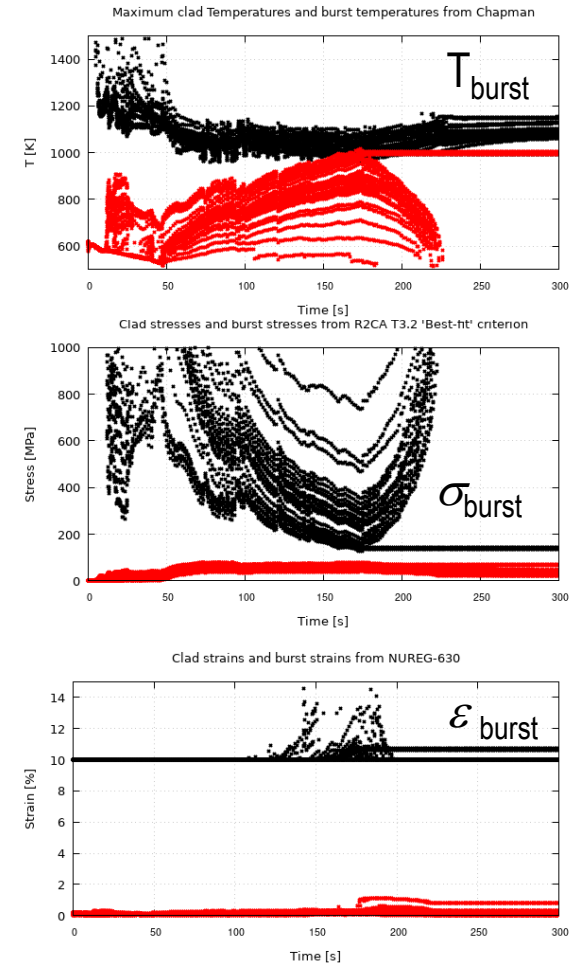 Maximum clad Temperatures and burst temperatures from Chapman
T [K]
1400
1200
1000
800
600
T burst
0 50 100 150 200 250 300
Time [s]
Clad stresses and burst stresses from R2CA T3.2 'Best-fit' criterion
Stress [MPa]
1000
800
600
400
200
0
σ burst
0 50 100 150 200 250 300
Time [s]
Clad strains and burst strains from NUREG-630
Strain [%]
14
12
10
8
6
4
2
0
ε burst
0 50 100 150 200 250 300
Time [s]